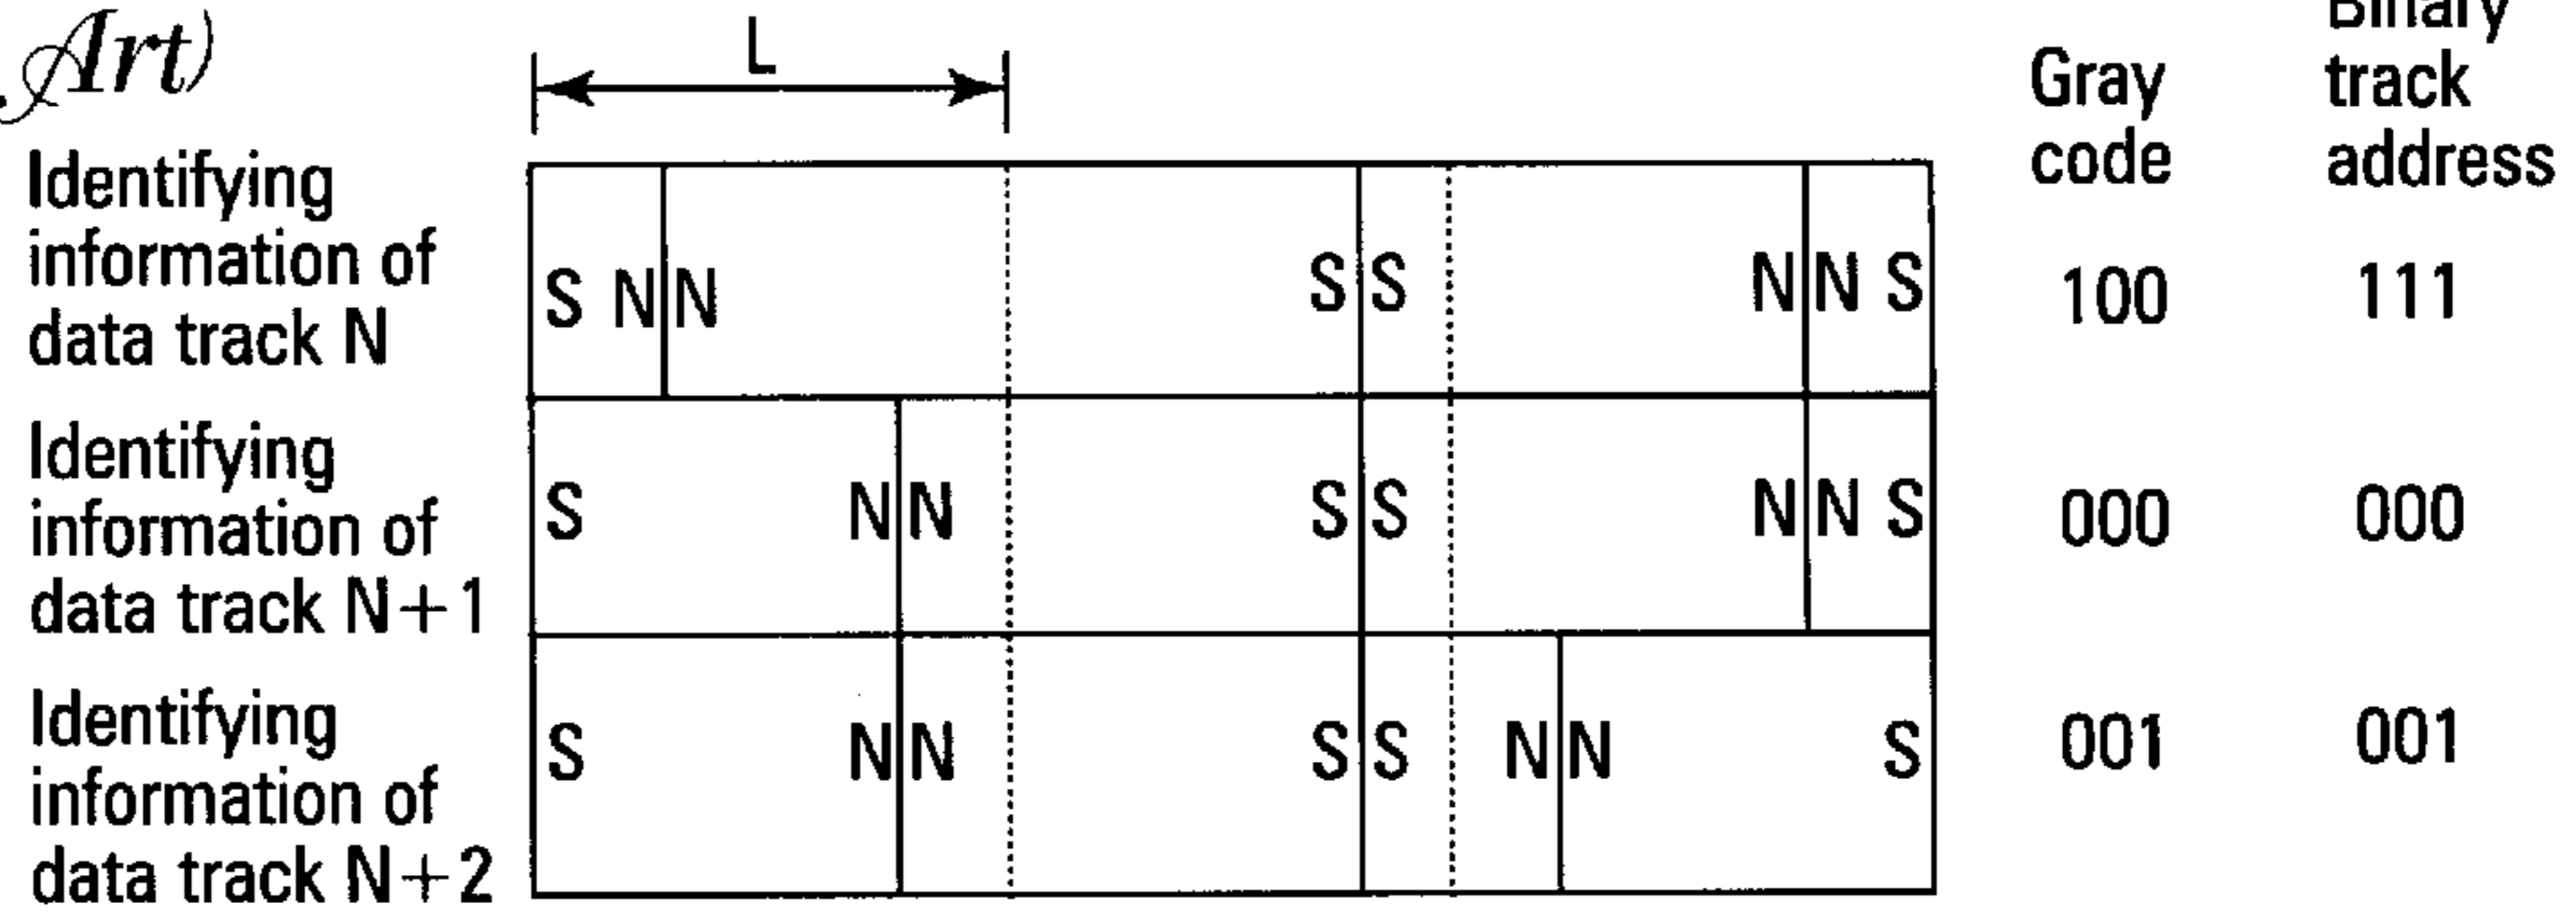 Art)
L
Gray
code
Binary
track
address
Identifying
information of
data track N
S N N S S N N S
100 111
Identifying
information of
data track N+1
S N N S S N N S
000 000
Identifying
information of
data track N+2
S N N S S N N S
001 001